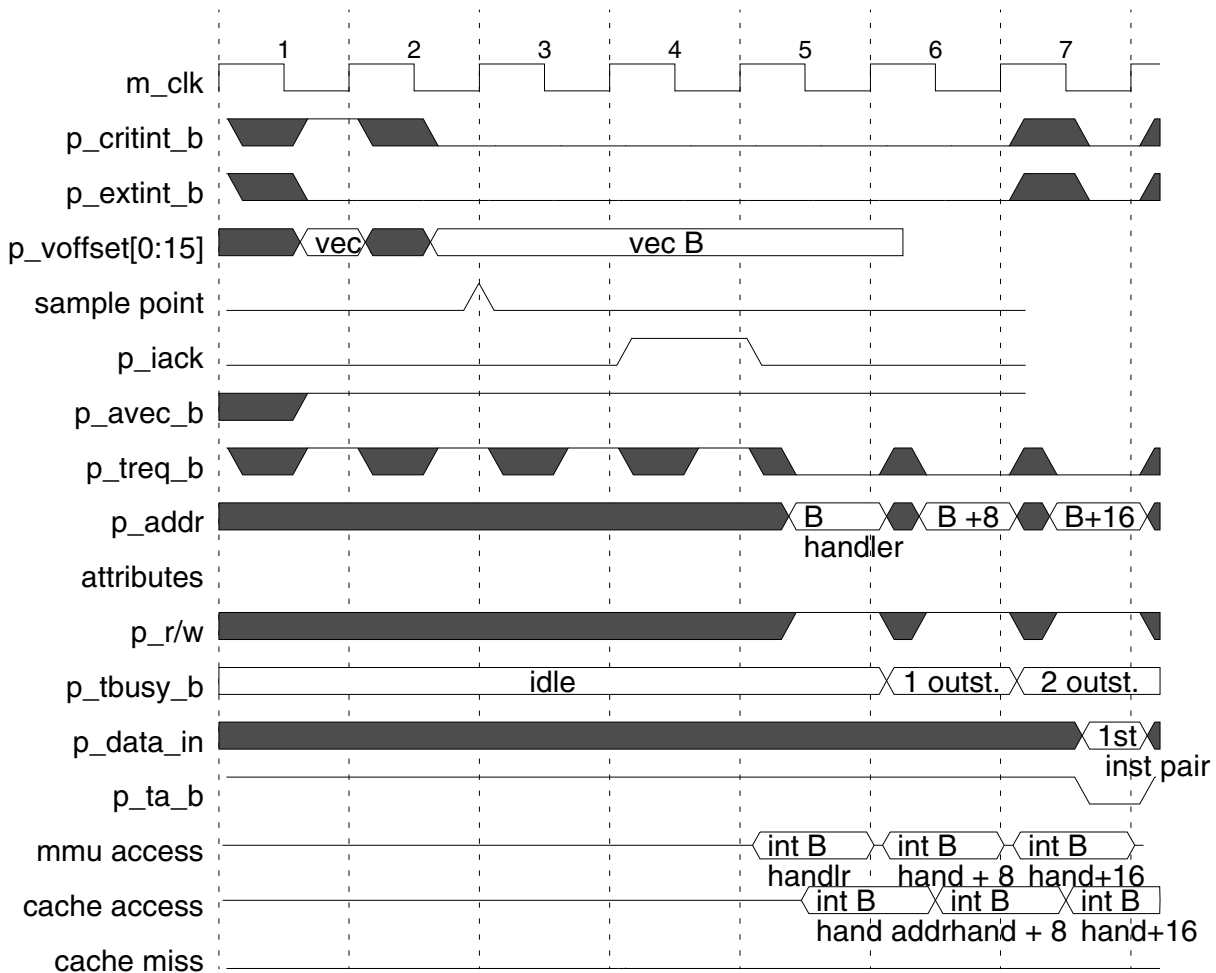 1 2 3 4 5 6 7
m_clk
p_critint_b
p_extint_b
p_voffset[0:15] vec vec B
sample point
p_iack
p_avec_b
p_treq_b
p_addr B B +8 B+16
handler
attributes
p_r/w
p_tbusy_b idle 1 outst. 2 outst.
p_data_in 1st
inst pair
p_ta_b
mmu access int B int B int B
handlr hand + 8 hand+16
cache access int B int B int B
hand addrhand + 8 hand+16
cache miss